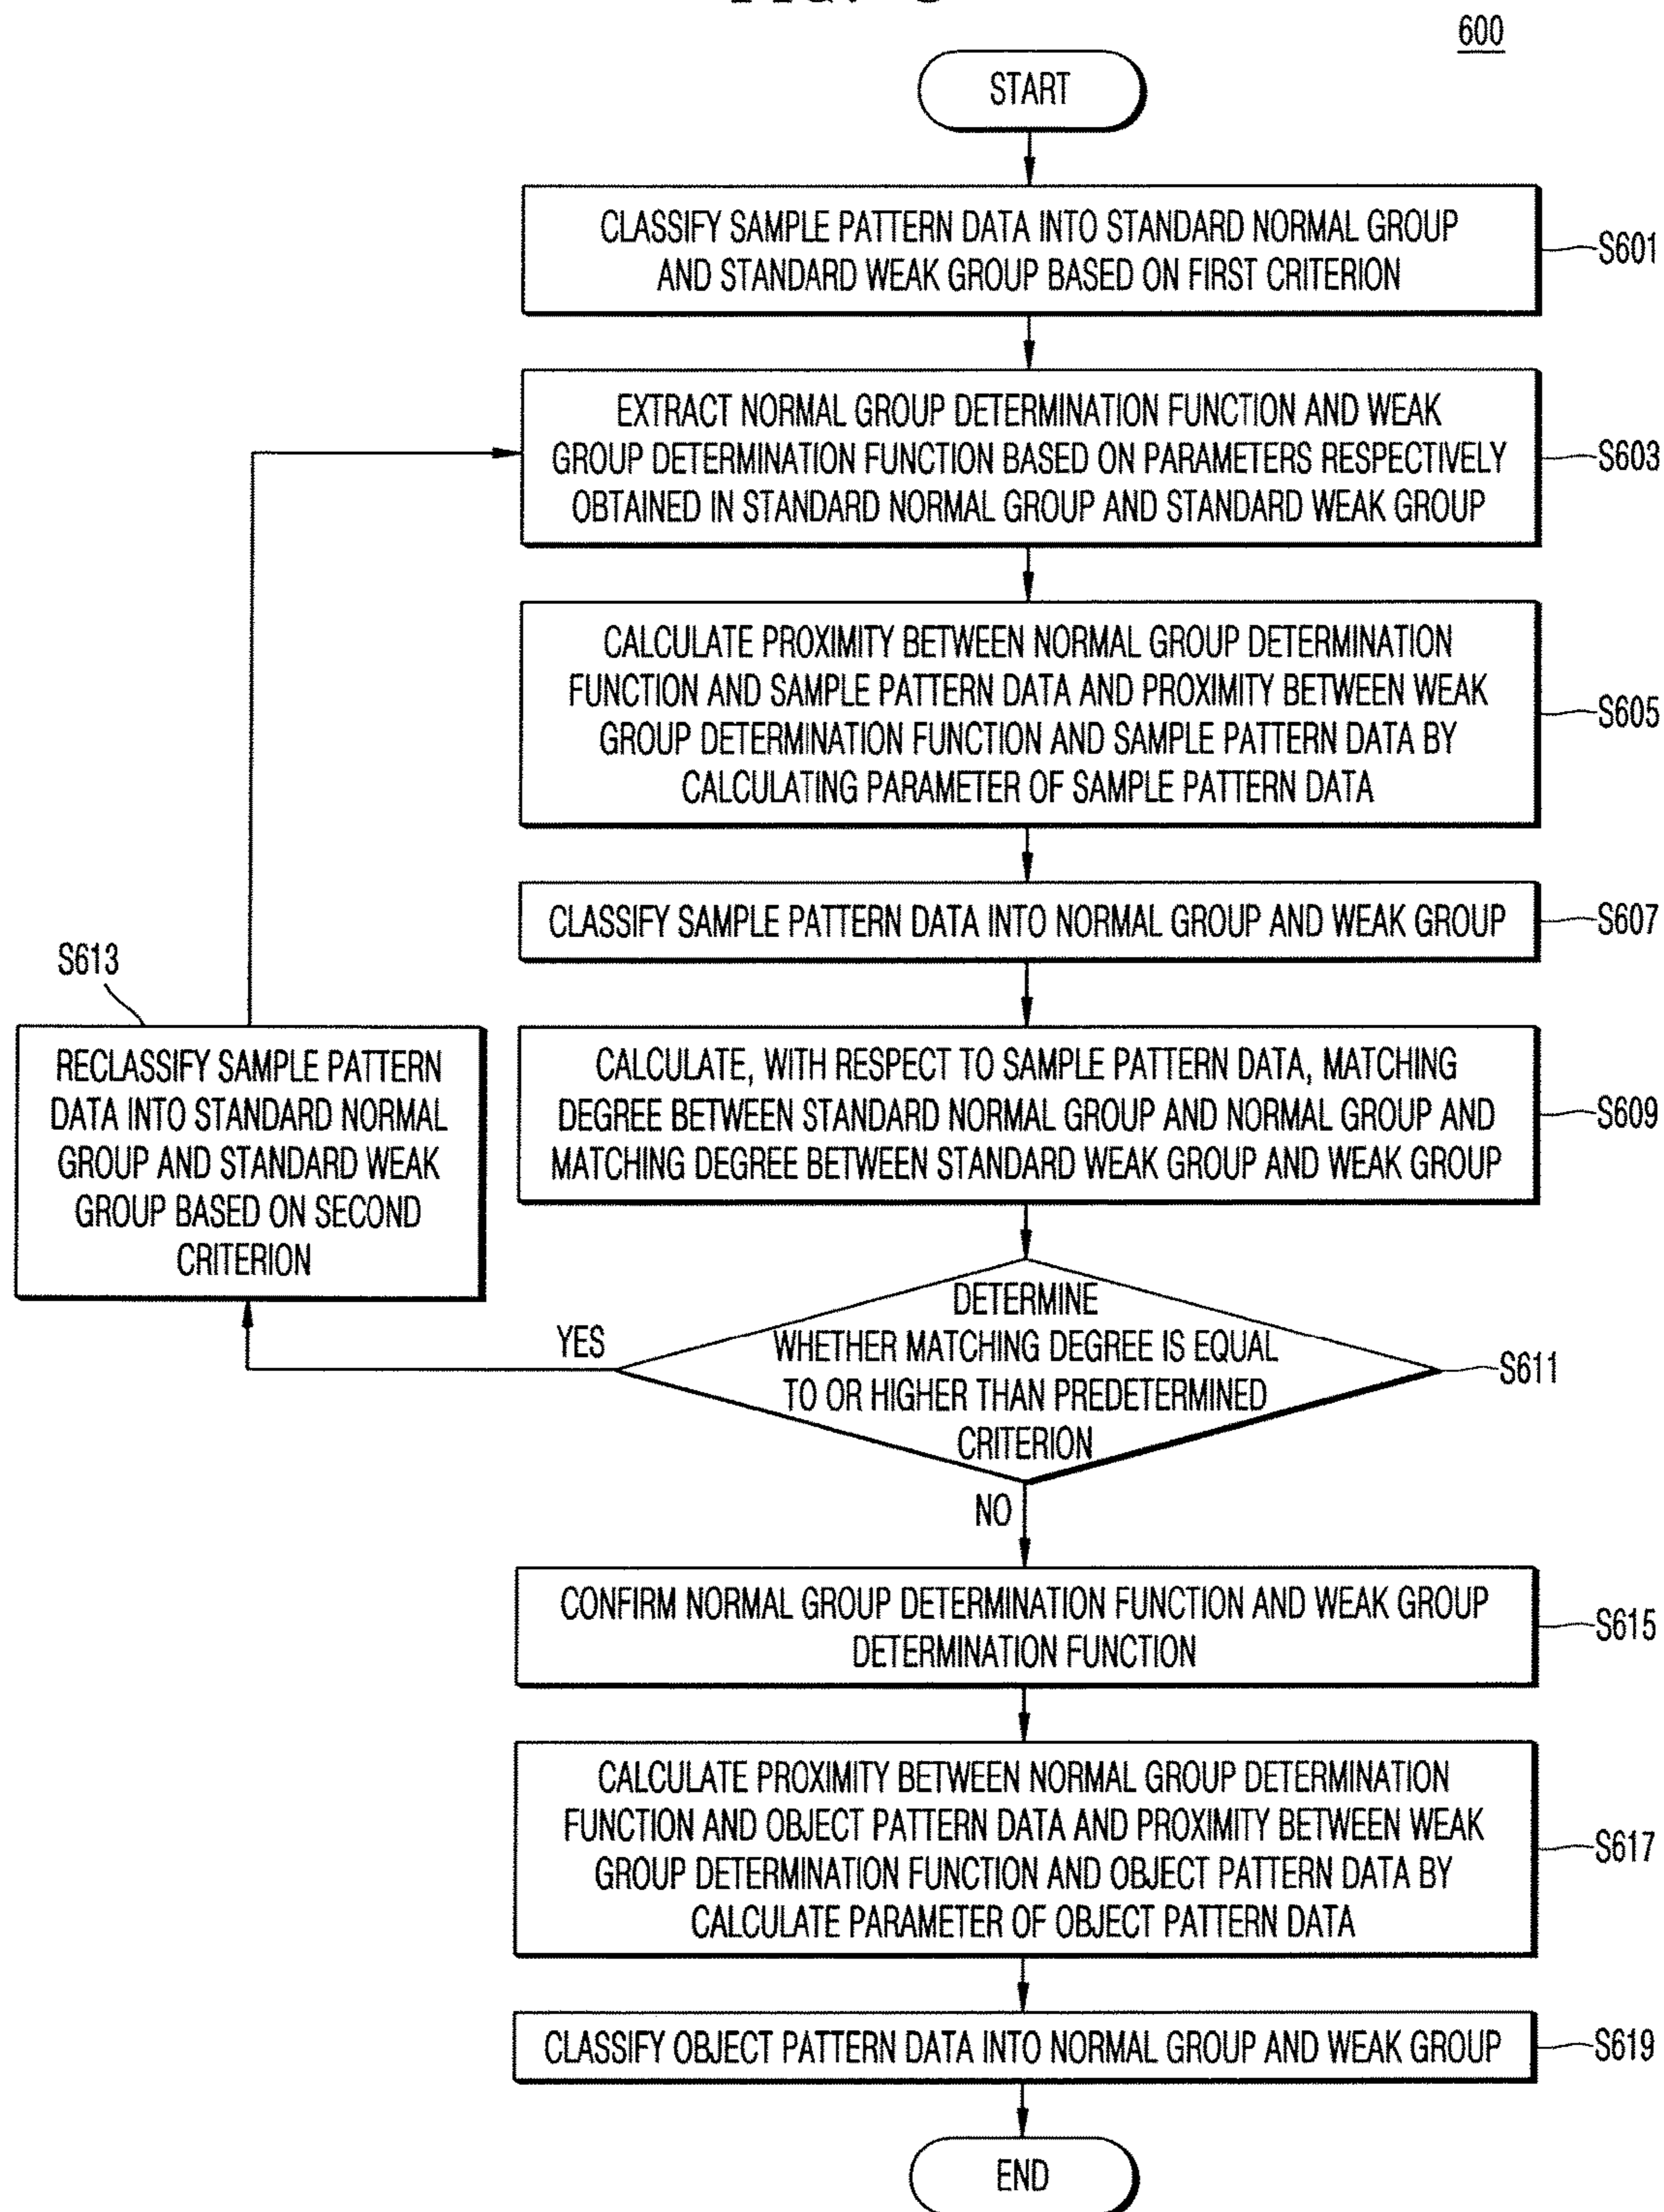 600
START
CLASSIFY SAMPLE PATTERN DATA INTO STANDARD NORMAL GROUP
AND STANDARD WEAK GROUP BASED ON FIRST CRITERION
S601
EXTRACT NORMAL GROUP DETERMINATION FUNCTION AND WEAK
GROUP DETERMINATION FUNCTION BASED ON PARAMETERS RESPECTIVELY
OBTAINED IN STANDARD NORMAL GROUP AND STANDARD WEAK GROUP
S603
CALCULATE PROXIMITY BETWEEN NORMAL GROUP DETERMINATION
FUNCTION AND SAMPLE PATTERN DATA AND PROXIMITY BETWEEN WEAK
GROUP DETERMINATION FUNCTION AND SAMPLE PATTERN DATA BY
CALCULATING PARAMETER OF SAMPLE PATTERN DATA
S605
CLASSIFY SAMPLE PATTERN DATA INTO NORMAL GROUP AND WEAK GROUP
S607
S613
RECLASSIFY SAMPLE PATTERN
DATA INTO STANDARD NORMAL
GROUP AND STANDARD WEAK
GROUP BASED ON SECOND
CRITERION
CALCULATE, WITH RESPECT TO SAMPLE PATTERN DATA, MATCHING
DEGREE BETWEEN STANDARD NORMAL GROUP AND NORMAL GROUP AND
MATCHING DEGREE BETWEEN STANDARD WEAK GROUP AND WEAK GROUP
S609
DETERMINE
WHETHER MATCHING DEGREE IS EQUAL
TO OR HIGHER THAN PREDETERMINED
CRITERION
S611
YES
NO
CONFIRM NORMAL GROUP DETERMINATION FUNCTION AND WEAK GROUP
DETERMINATION FUNCTION
S615
CALCULATE PROXIMITY BETWEEN NORMAL GROUP DETERMINATION
FUNCTION AND OBJECT PATTERN DATA AND PROXIMITY BETWEEN WEAK
GROUP DETERMINATION FUNCTION AND OBJECT PATTERN DATA BY
CALCULATE PARAMETER OF OBJECT PATTERN DATA
S617
CLASSIFY OBJECT PATTERN DATA INTO NORMAL GROUP AND WEAK GROUP
S619
END